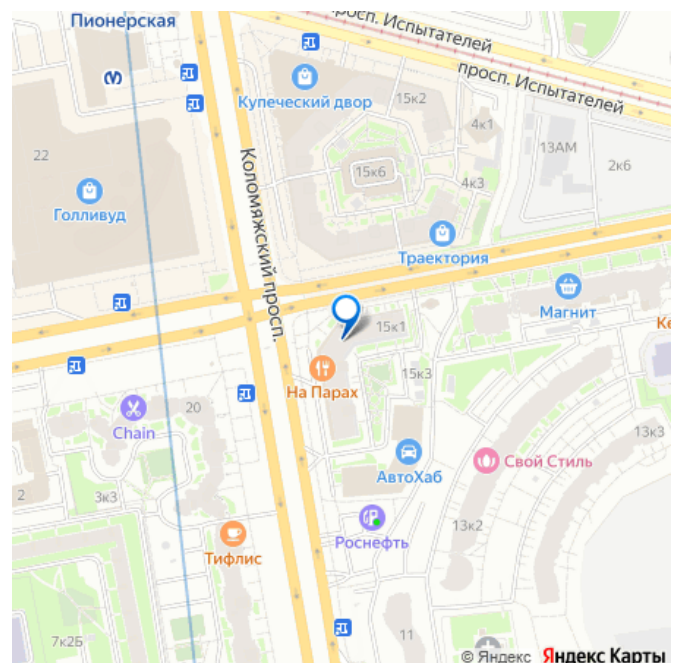 Пионерская
просп. Испытателей
просп. Испытателей
Купеческий двор
15к2
4к1
13АМ
2к6
22
15к6
4к3
Голливуд
Коломяжский просп.
Траектория
Магнит
15к1
Ке
На Парах
15к3
20
Chain
13к3
Свой Стиль
АвтоХаб
2
3к3
13к2
Роснефть
Тифлис
7к2Б
11
© Яндекс Яндекс Карты